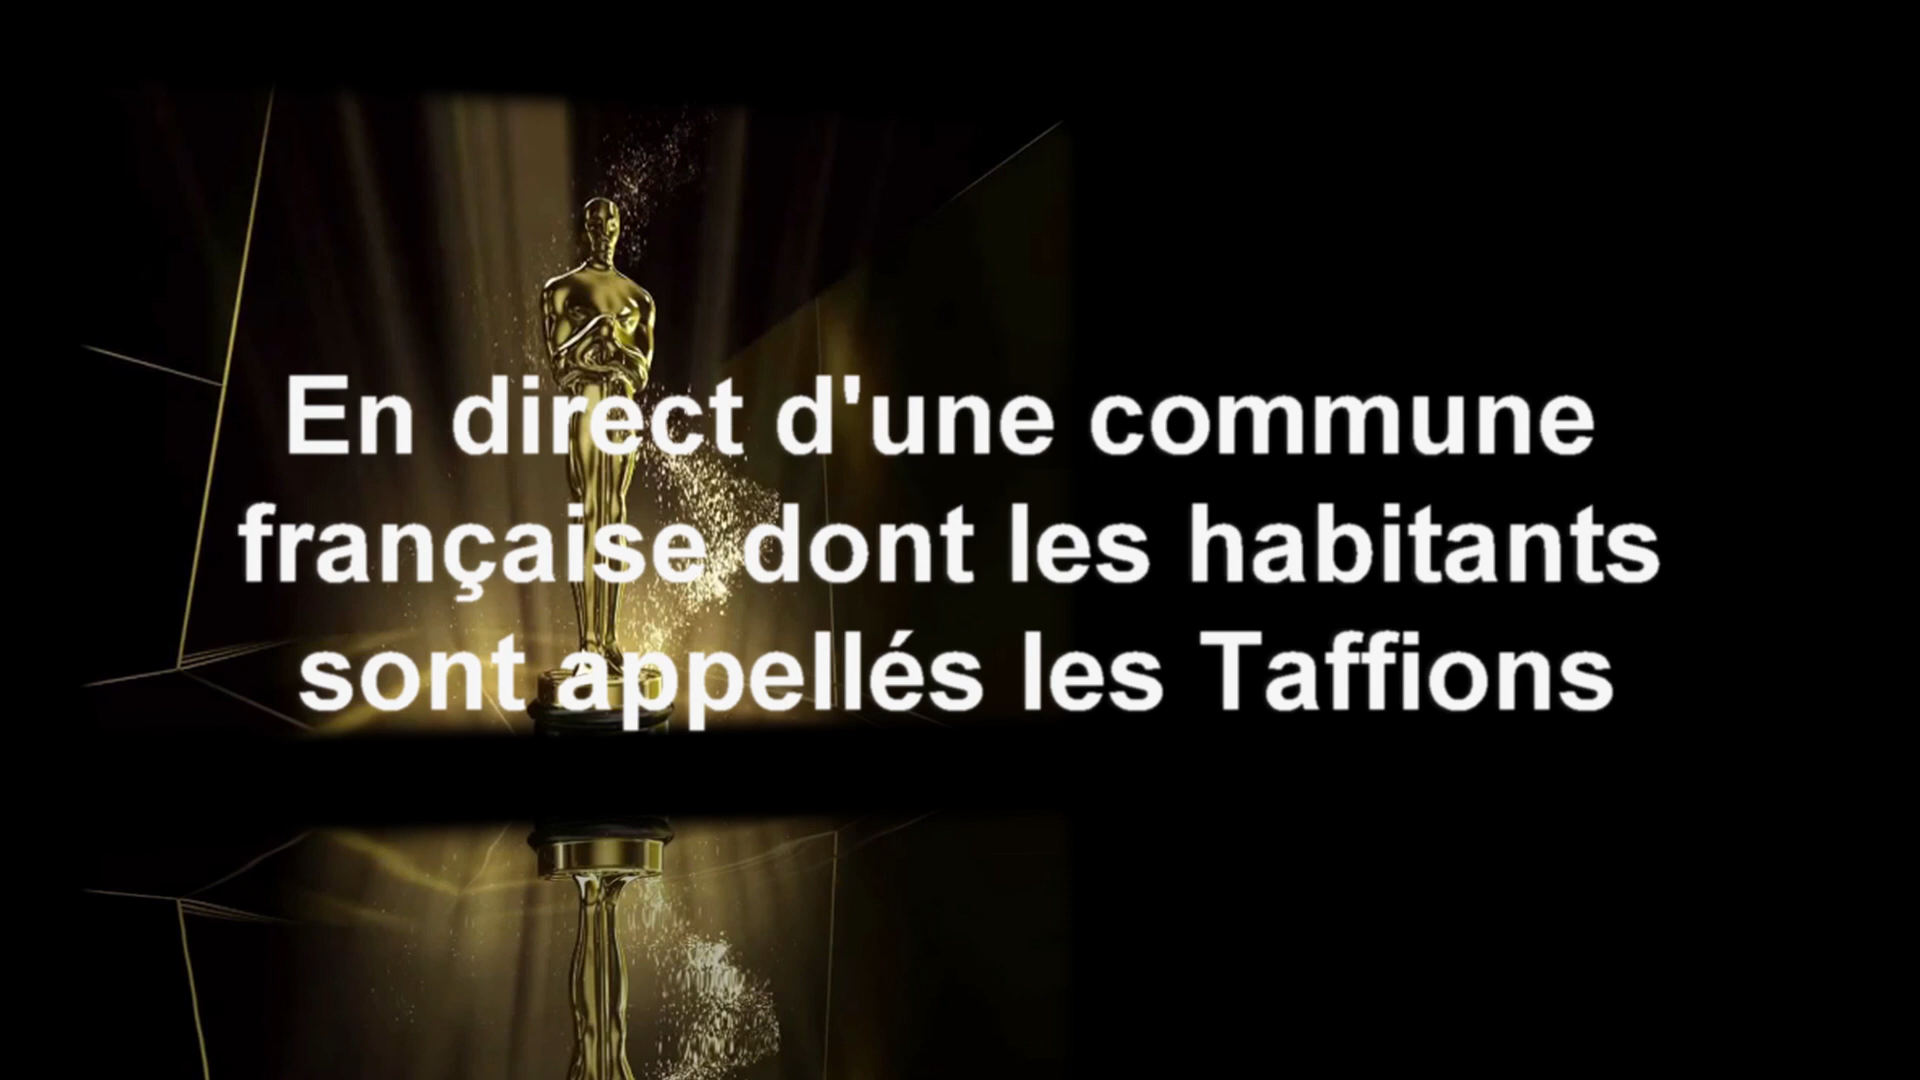 En direct d'une commune
française dont les habitants
sont appellés les Taffions